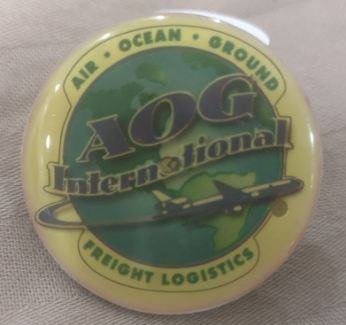 AIR • OCEAN • GROUND
AOG
International
®
FREIGHT LOGISTICS